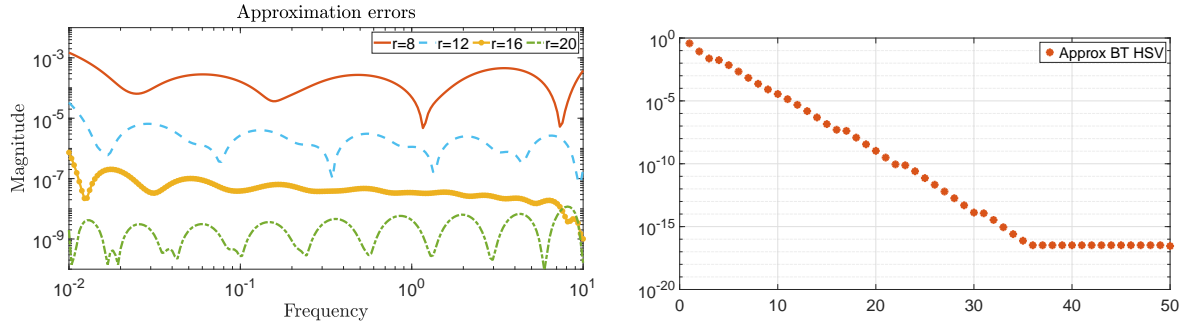 Approximation errors
r=8 r=12 r=16 r=20
10^-3
10^-5
10^-7
10^-9
Magnitude
10^-2 10^-1 10^0 10^1
Frequency
Approx BT HSV
10^0
10^-5
10^-10
10^-15
10^-20
0 10 20 30 40 50